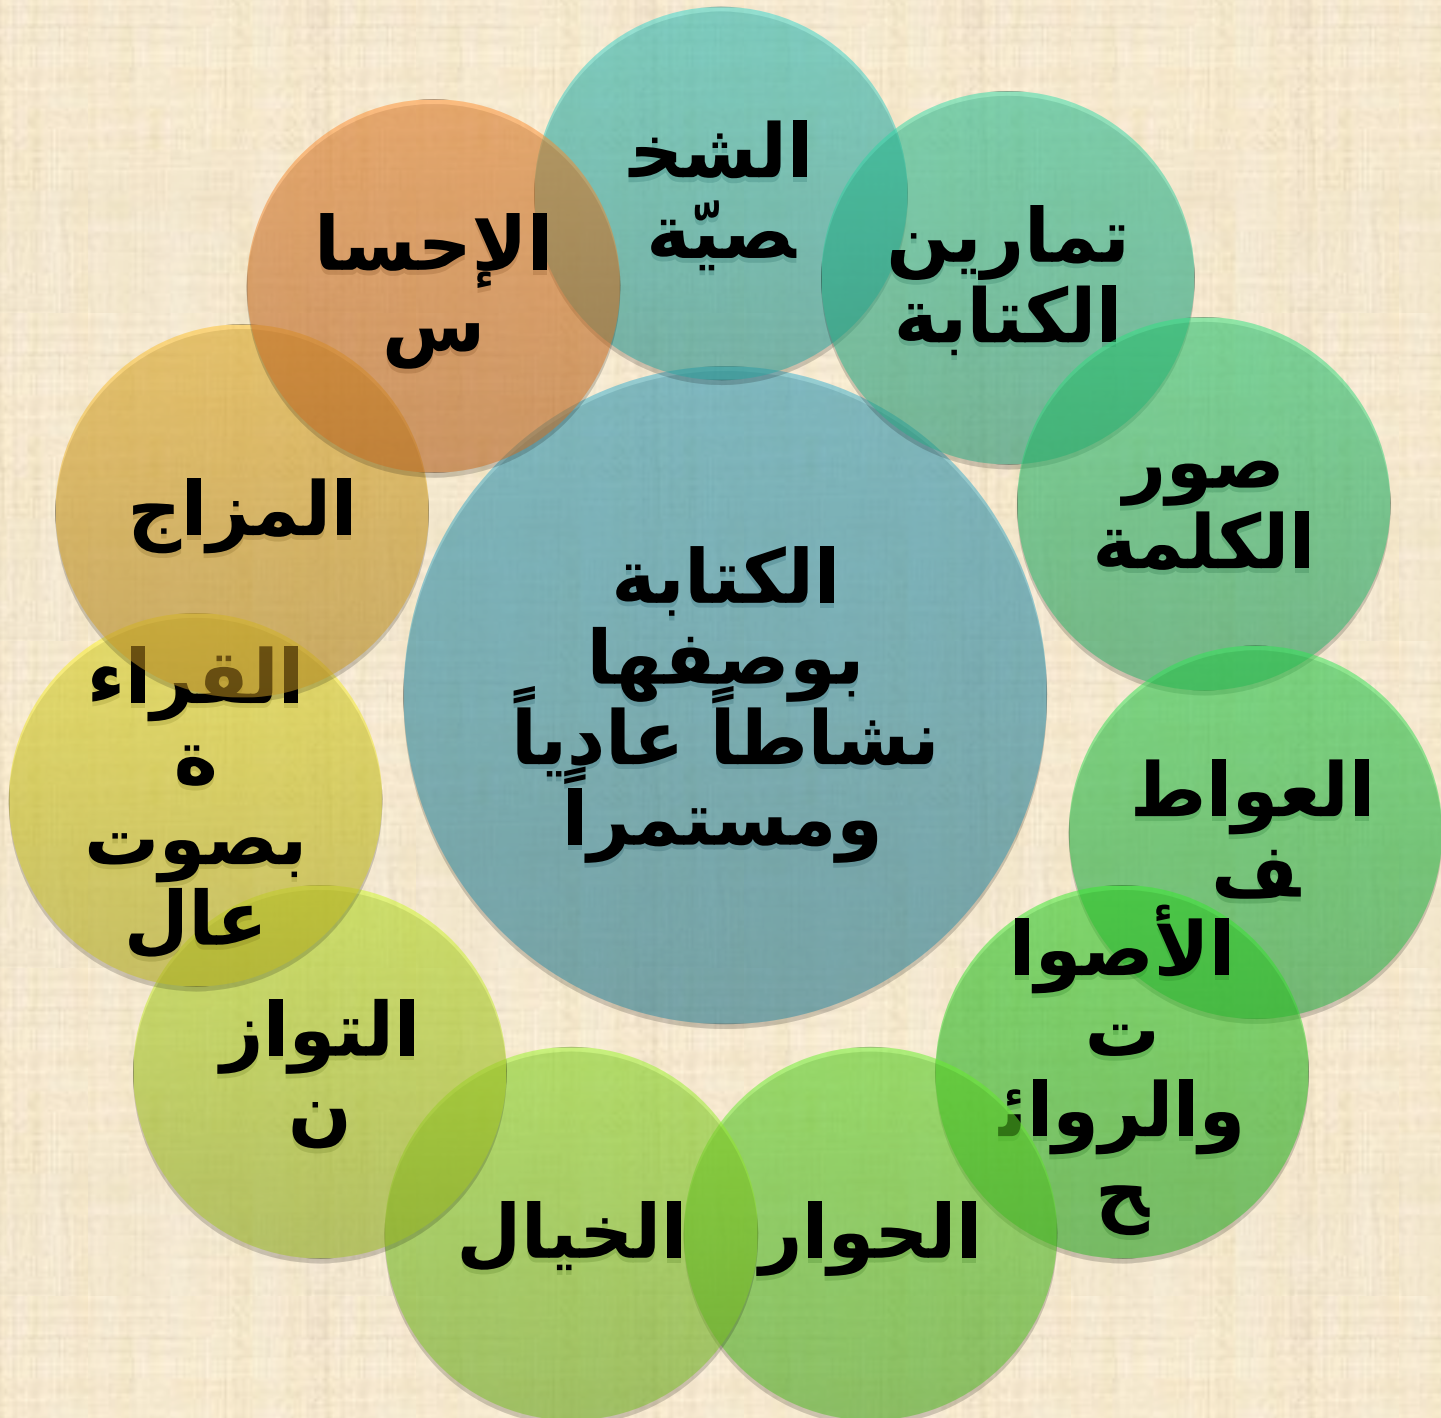 الشخ
صيّة
تمارين
الكتابة
صور
الكلمة
العواط
ف
الأصوا
ت
والروائ
ح
الحوار
الخيال
التواز
ن
القراء
ة
بصوت
عال
المزاج
الإحسا
س
الكتابة
بوصفها
نشاطاً عادياً
ومستمراً